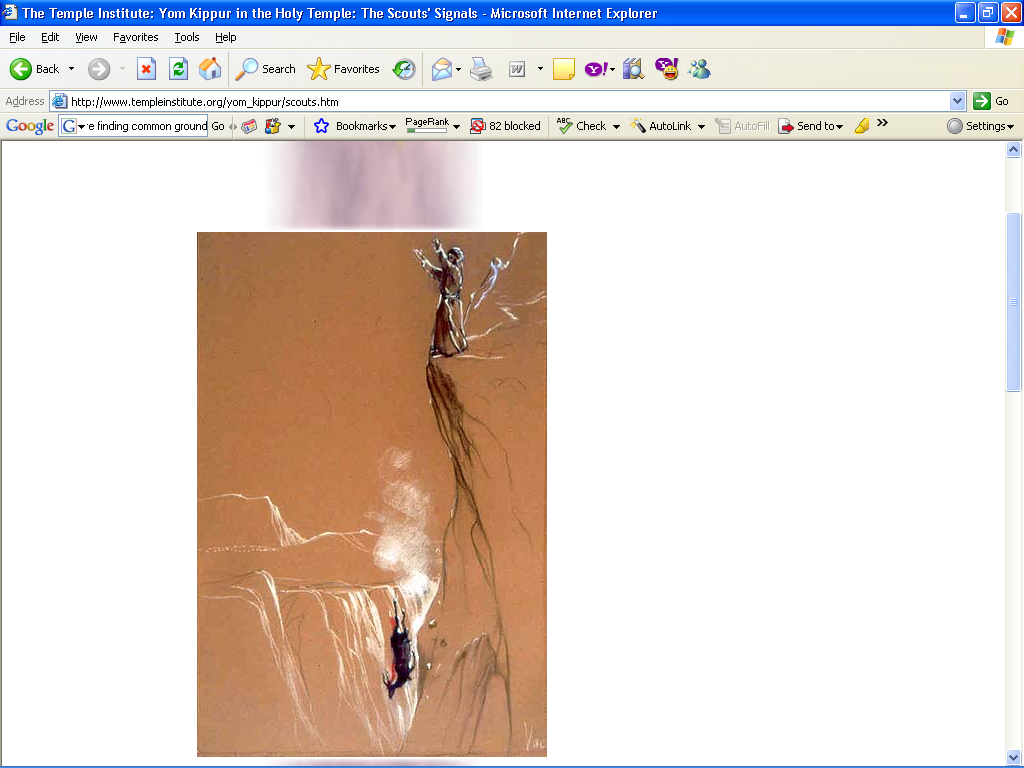 The Temple Institute: Yom Kippur in the Holy Temple: The Scouts' Signals - Microsoft Internet Explorer
File Edit View Favorites Tools Help
Back Search Favorites W Y!
Address http://www.templeinstitute.org/yom_kippur/scouts.htm Go
Google G e finding common ground Go Bookmarks PageRank 82 blocked ABC Check AutoLink AutoFill Send to Settings